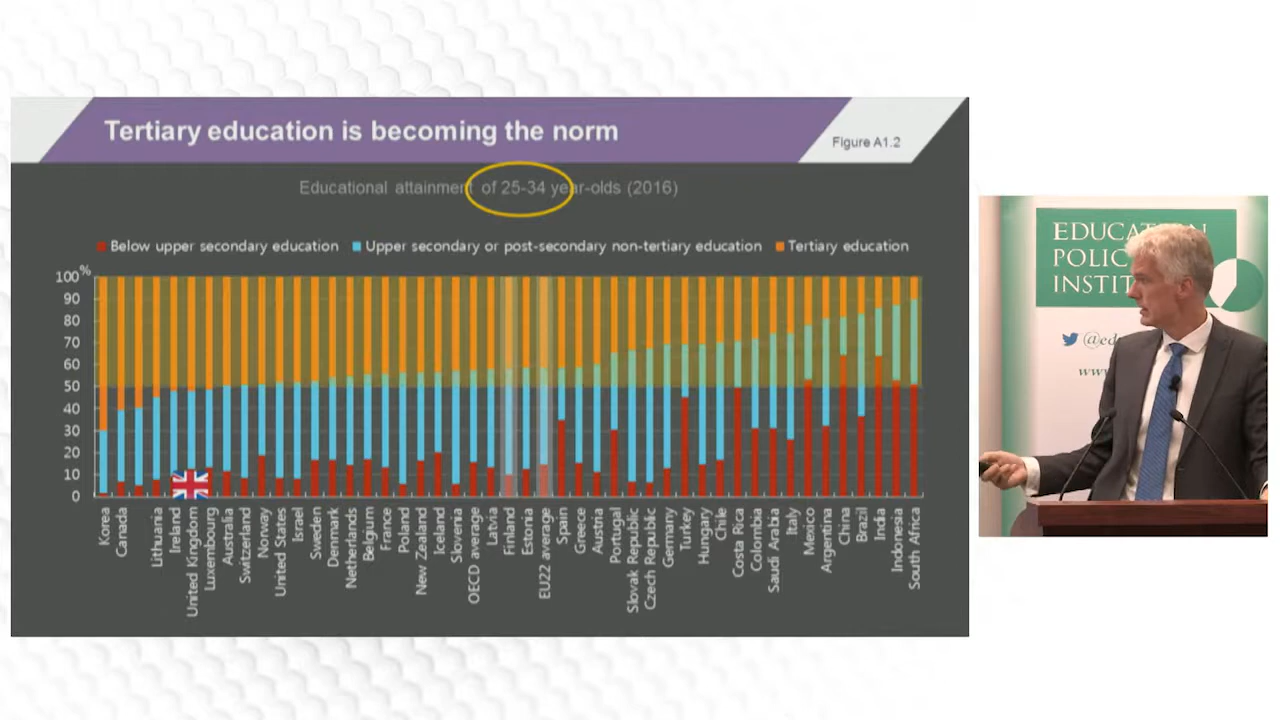 Tertiary education is becoming the norm
Figure A1.2
Educational attainment of 25-34 year-olds (2016)
Below upper secondary education
Upper secondary or post-secondary non-tertiary education
Tertiary education
%
100
90
80
70
60
50
40
30
20
10
0
Korea
Canada
Lithuania
Ireland
United Kingdom
Luxembourg
Australia
Switzerland
Norway
United States
Israel
Sweden
Denmark
Netherlands
Belgium
France
Poland
New Zealand
Iceland
Slovenia
OECD average
Latvia
Finland
Estonia
EU22 average
Spain
Greece
Austria
Portugal
Slovak Republic
Czech Republic
Germany
Turkey
Hungary
Chile
Costa Rica
Colombia
Saudi Arabia
Italy
Mexico
Argentina
China
Brazil
India
Indonesia
South Africa
EDUCATION
POLIC
INSTIT
@ed
www